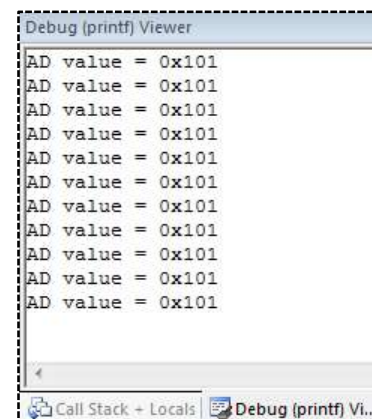 Debug (printf) Viewer
AD value = 0x101
AD value = 0x101
AD value = 0x101
AD value = 0x101
AD value = 0x101
AD value = 0x101
AD value = 0x101
AD value = 0x101
AD value = 0x101
AD value = 0x101
AD value = 0x101
Call Stack + Locals Debug (printf) Vi...